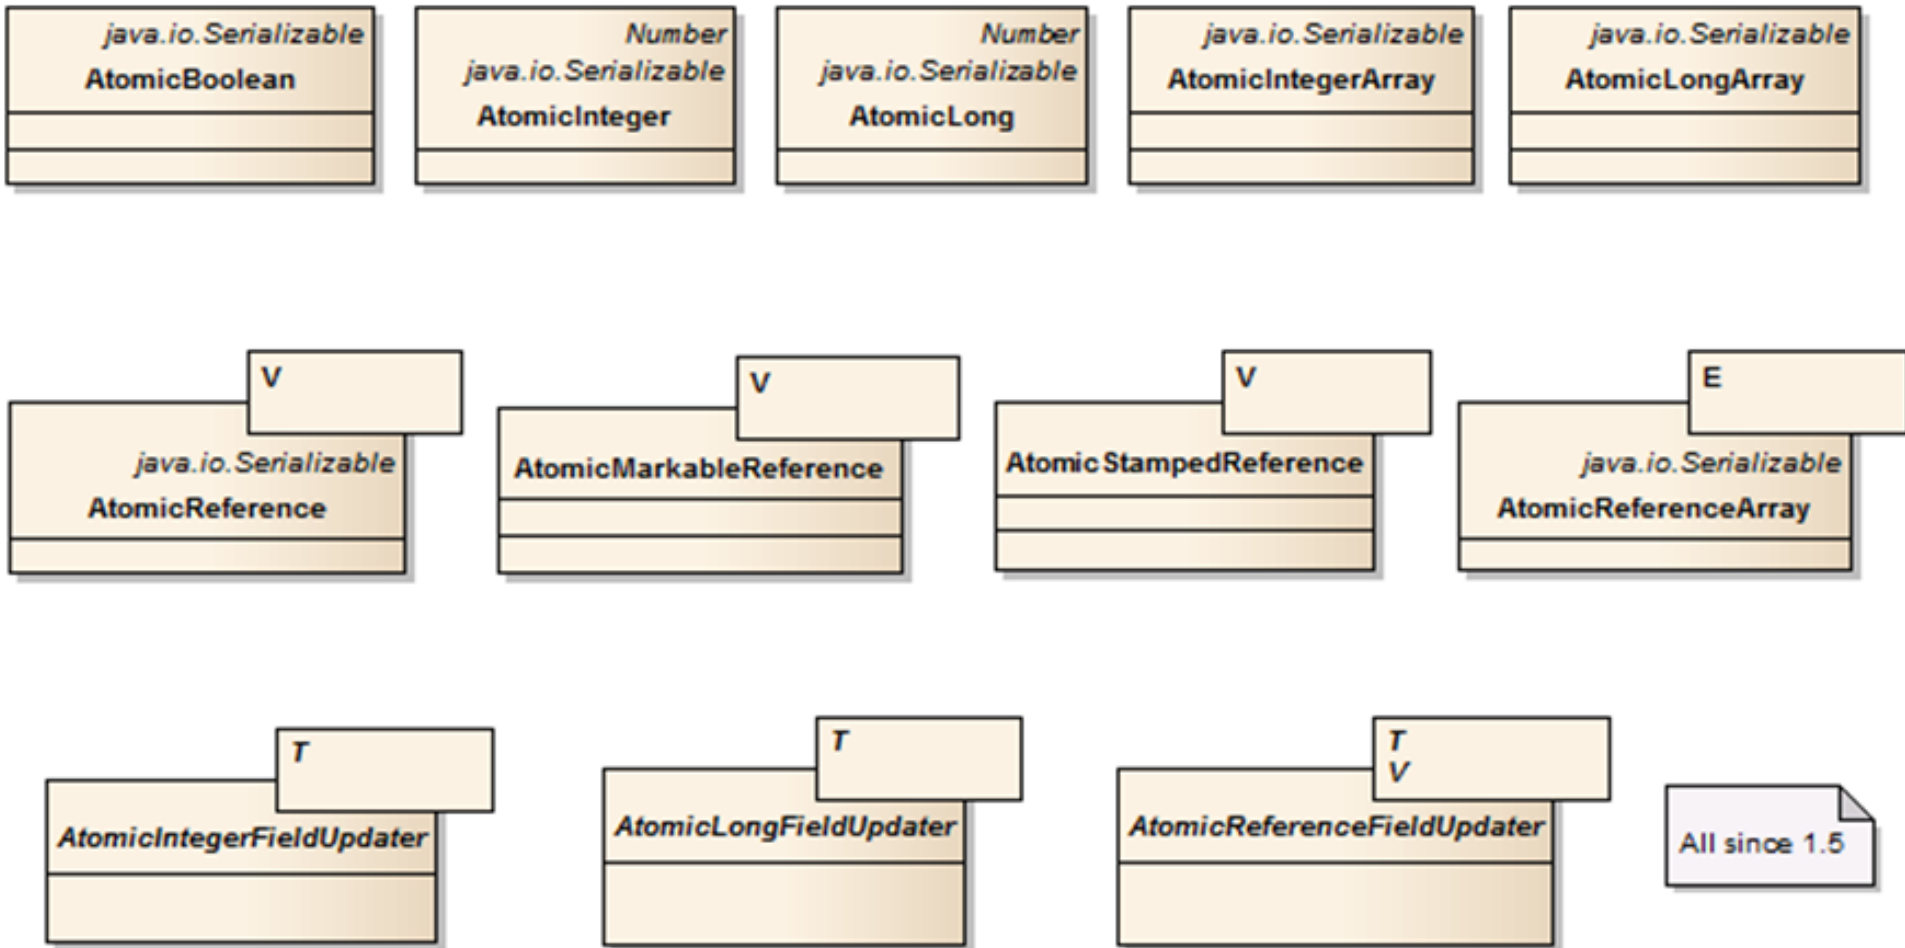 java.io.Serializable
AtomicBoolean
Number
java.io.Serializable
AtomicInteger
Number
java.io.Serializable
AtomicLong
java.io.Serializable
AtomicIntegerArray
java.io.Serializable
AtomicLongArray
V
java.io.Serializable
AtomicReference
V
AtomicMarkableReference
V
AtomicStampedReference
E
java.io.Serializable
AtomicReferenceArray
T
AtomicIntegerFieldUpdater
T
AtomicLongFieldUpdater
T
V
AtomicReferenceFieldUpdater
All since 1.5